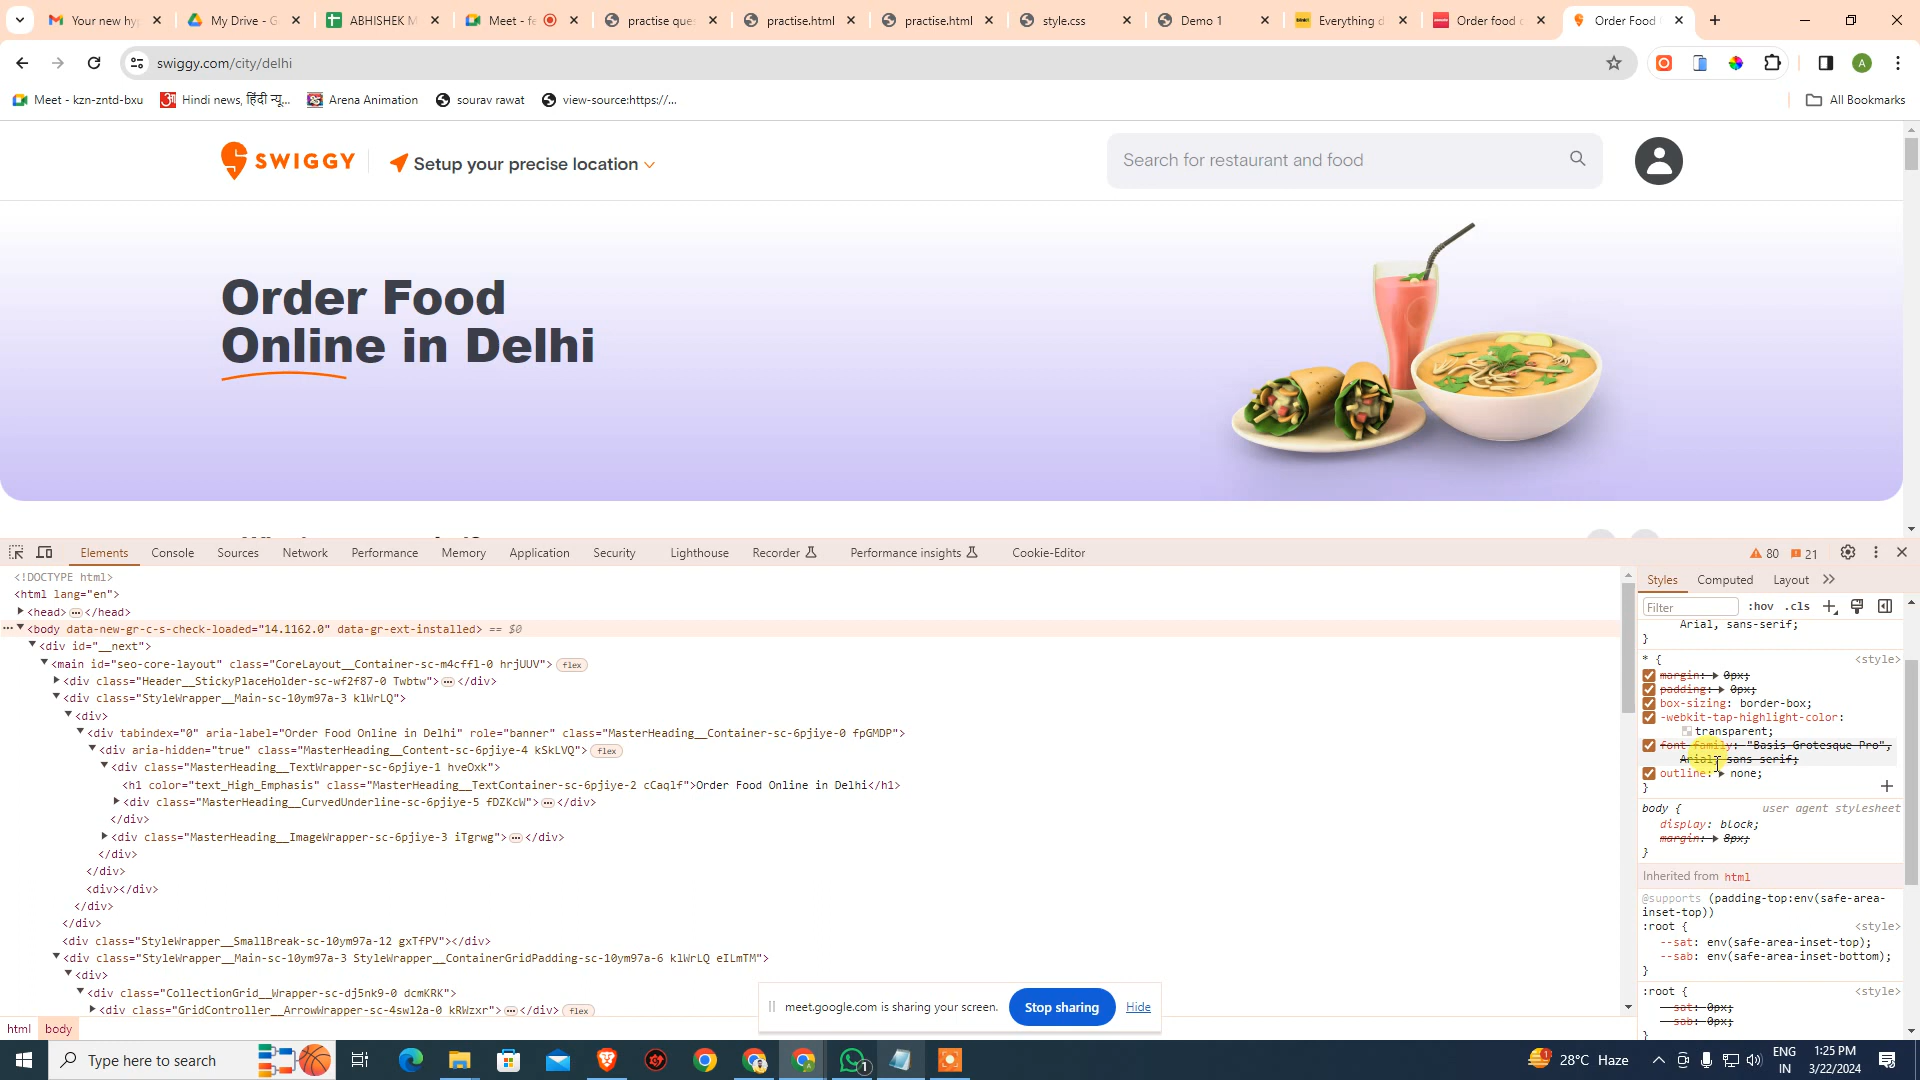 Your new hy
My Drive - G
ABHISHEK M
Meet - fe
practise que
practise.html
practise.html
style.css
Demo 1
Everything d
Order food o
Order Food
swiggy.com/city/delhi
Meet - kzn-zntd-bxu
Hindi news, हिंदी न्यू...
Arena Animation
sourav rawat
view-source:https://...
All Bookmarks
SWIGGY
Setup your precise location
Search for restaurant and food
Order Food
Online in Delhi
Elements Console Sources Network Performance Memory Application Security Lighthouse Recorder Performance insights Cookie-Editor
80 21
<!DOCTYPE html>
<html lang="en">
<head> </head>
<body data-new-gr-c-s-check-loaded="14.1162.0" data-gr-ext-installed> == $0
<div id="__next">
<main id="seo-core-layout" class="CoreLayout__Container-sc-m4cffl-0 hrjUUV"> flex
<div class="Header__StickyPlaceHolder-sc-wf2f87-0 Twbtw"> </div>
<div class="StyleWrapper__Main-sc-10ym97a-3 klWrLQ">
<div>
<div tabindex="0" aria-label="Order Food Online in Delhi" role="banner" class="MasterHeading__Container-sc-6pjiye-0 fpGMDP">
<div aria-hidden="true" class="MasterHeading__Content-sc-6pjiye-4 kSkLVQ"> flex
<div class="MasterHeading__TextWrapper-sc-6pjiye-1 hveOxk">
<h1 color="text_High_Emphasis" class="MasterHeading__TextContainer-sc-6pjiye-2 cCaqlf">Order Food Online in Delhi</h1>
<div class="MasterHeading__CurvedUnderline-sc-6pjiye-5 fDZKcW"> </div>
</div>
<div class="MasterHeading__ImageWrapper-sc-6pjiye-3 iTgrwg"> </div>
</div>
</div>
<div></div>
</div>
</div>
<div class="StyleWrapper__SmallBreak-sc-10ym97a-12 gxTfPV"></div>
<div class="StyleWrapper__Main-sc-10ym97a-3 StyleWrapper__ContainerGridPadding-sc-10ym97a-6 klWrLQ eILmTM">
<div>
<div class="CollectionGrid__Wrapper-sc-dj5nk9-0 dcmKRK">
<div class="GridController__ArrowWrapper-sc-4swl2a-0 kRWzxr"> </div> flex
html body
Styles Computed Layout
Filter :hov .cls
Arial, sans-serif;
}
* { <style>
margin: 0px;
padding: 0px;
box-sizing: border-box;
-webkit-tap-highlight-color:
transparent;
font-family: "Basis Grotesque Pro",
Arial, sans-serif;
outline: none;
}
body { user agent stylesheet
display: block;
margin: 8px;
}
Inherited from html
@supports (padding-top:env(safe-area-
inset-top))
:root { <style>
--sat: env(safe-area-inset-top);
--sab: env(safe-area-inset-bottom);
}
:root { <style>
--sat: 0px;
--sab: 0px;
}
meet.google.com is sharing your screen.
Stop sharing
Hide
Type here to search
1
28°C Haze
ENG
IN
1:25 PM
3/22/2024